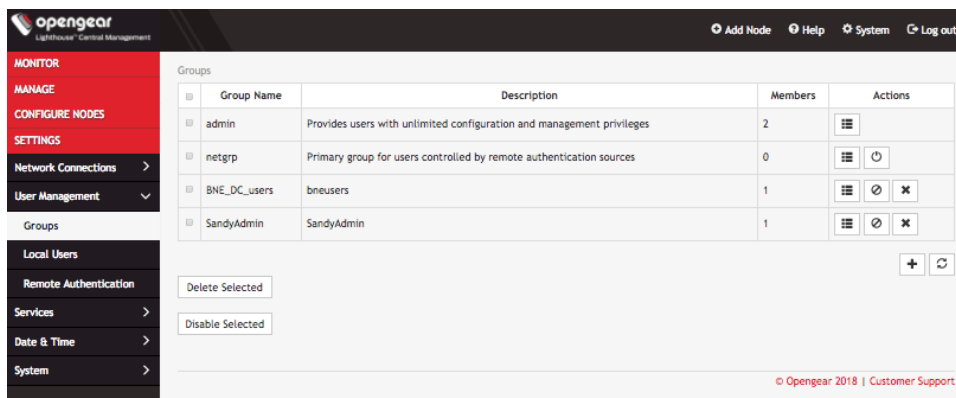 opengear
Lighthouse™ Central Management
Add Node Help System Log out
MONITOR
MANAGE
CONFIGURE NODES
SETTINGS
Network Connections
User Management
Groups
Local Users
Remote Authentication
Services
Date & Time
System
Groups
Group Name Description Members Actions
admin Provides users with unlimited configuration and management privileges 2
netgrp Primary group for users controlled by remote authentication sources 0
BNE_DC_users bneusers 1
SandyAdmin SandyAdmin 1
Delete Selected
Disable Selected
© Opengear 2018 | Customer Support